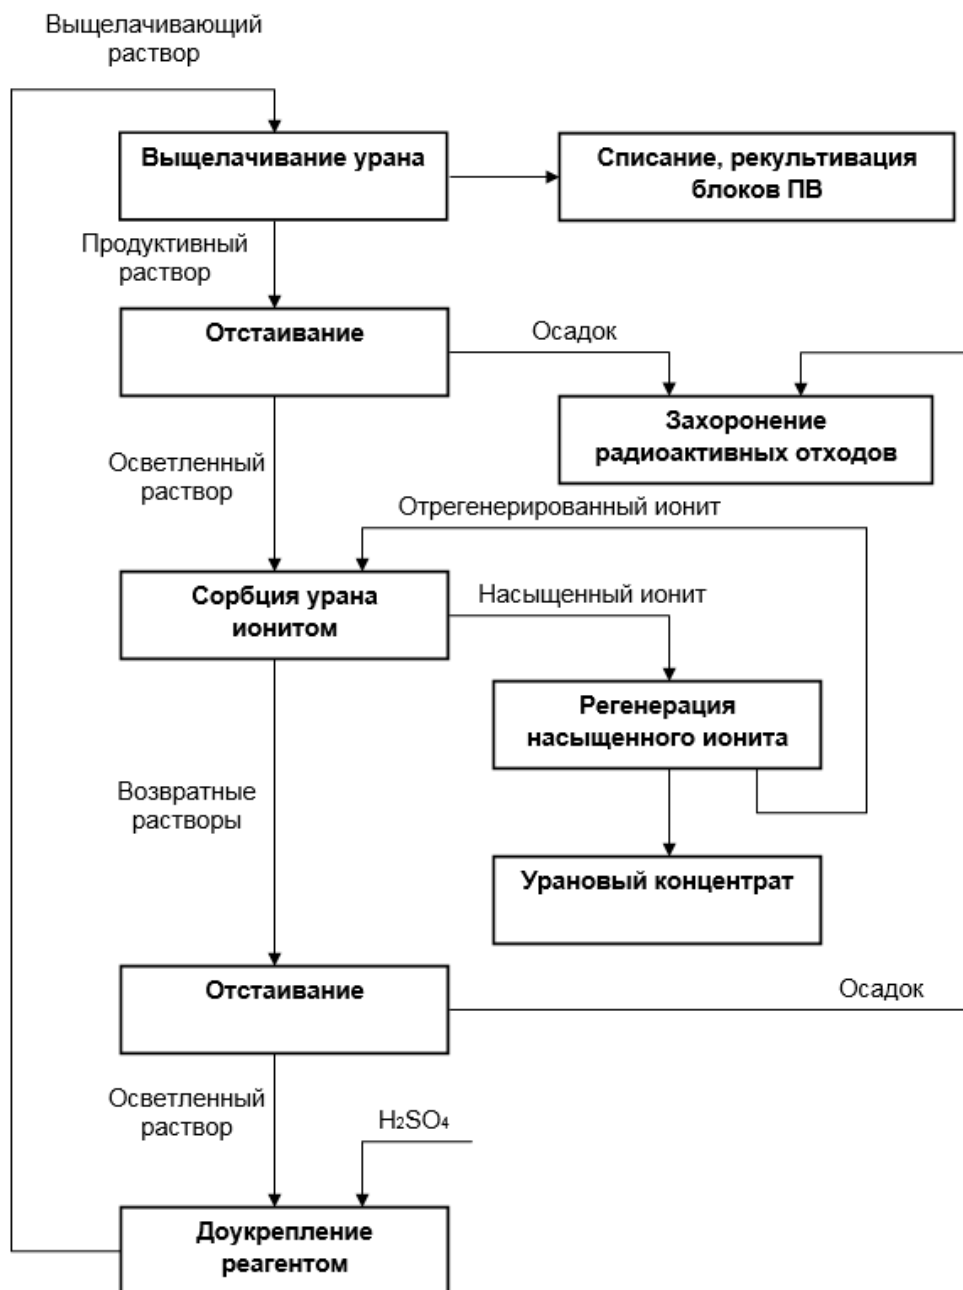 Выщелачивающий
раствор
Выщелачивание урана
Списание, рекультивация
блоков ПВ
Продуктивный
раствор
Отстаивание
Осадок
Захоронение
радиоактивных отходов
Осветленный
раствор
Отрегенерированный ионит
Сорбция урана
ионитом
Насыщенный ионит
Регенерация
насыщенного ионита
Возвратные
растворы
Урановый концентрат
Отстаивание
Осадок
Осветленный
раствор
H₂SO₄
Доукрепление
реагентом